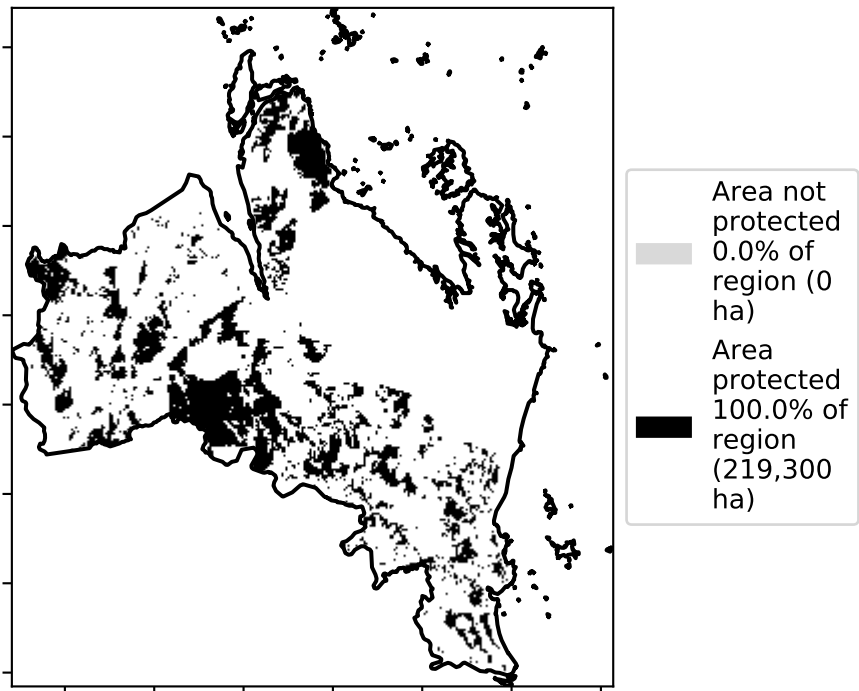 Area not
protected
0.0% of
region (0
ha)
Area
protected
100.0% of
region
(219,300
ha)